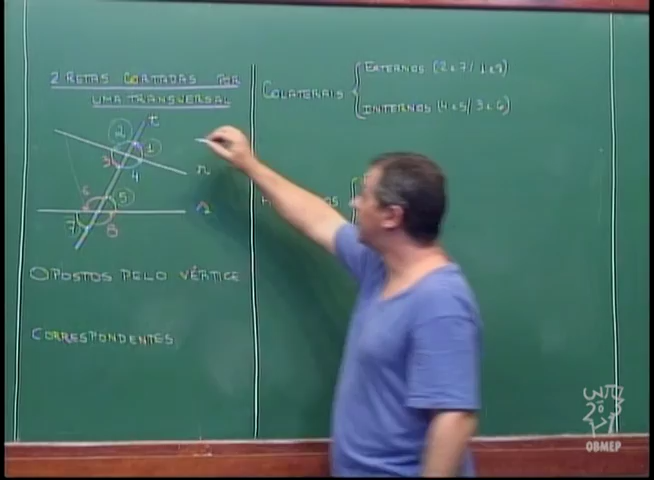 2 RETAS CORTADAS POR
UMA TRANSVERSAL
t
2
1
3
4
r
6
5
s
7
8
OPOSTOS PELO VÉRTICE
CORRESPONDENTES
COLATERAIS
EXTERNOS (2 e 7 / 1 e 8)
INTERNOS (4 e 5 / 3 e 6)
OBMEP